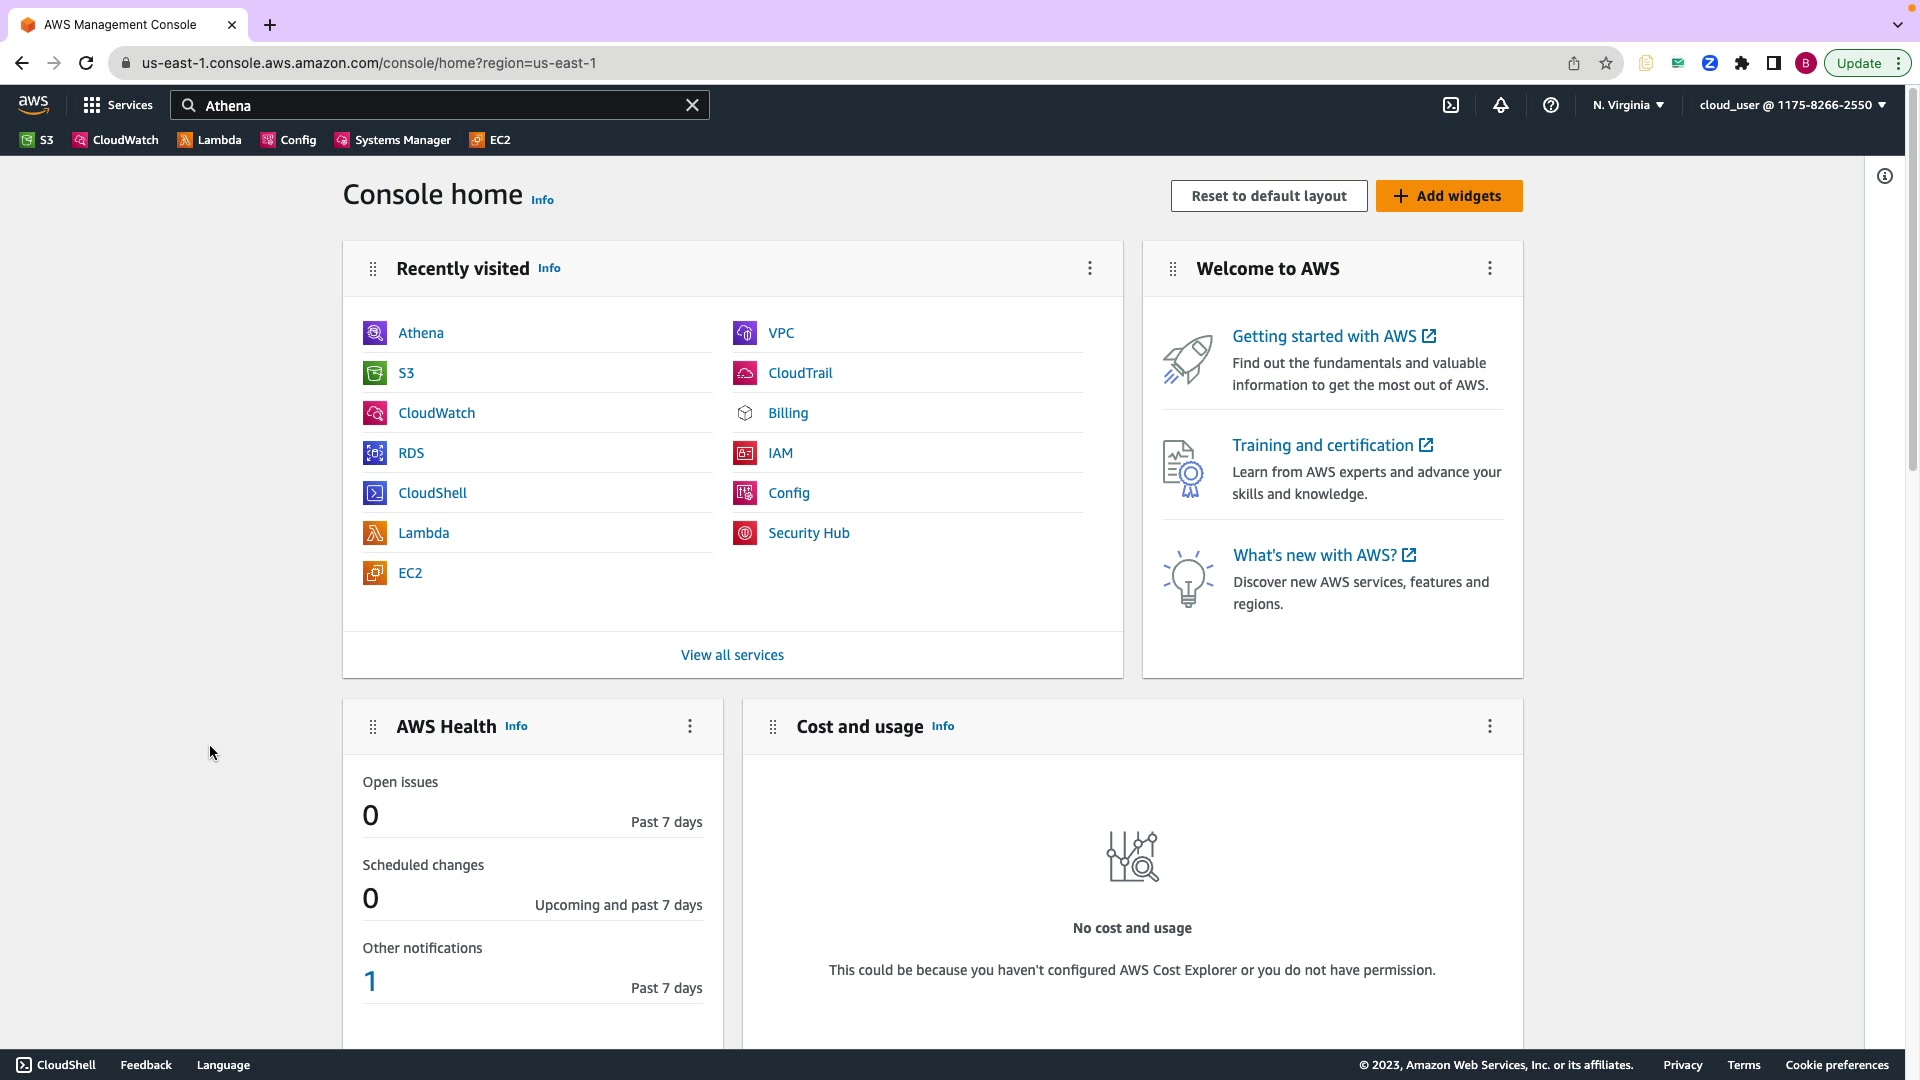 AWS Management Console
us-east-1.console.aws.amazon.com/console/home?region=us-east-1
B
Update
aws
Services
Athena
N. Virginia
cloud_user @ 1175-8266-2550
S3
CloudWatch
Lambda
Config
Systems Manager
EC2
Console home Info
Reset to default layout
Add widgets
Recently visited Info
Athena
S3
CloudWatch
RDS
CloudShell
Lambda
EC2
VPC
CloudTrail
Billing
IAM
Config
Security Hub
View all services
Welcome to AWS
Getting started with AWS
Find out the fundamentals and valuable
information to get the most out of AWS.
Training and certification
Learn from AWS experts and advance your
skills and knowledge.
What's new with AWS?
Discover new AWS services, features and
regions.
AWS Health Info
Open issues
0
Past 7 days
Scheduled changes
0
Upcoming and past 7 days
Other notifications
1
Past 7 days
Cost and usage Info
No cost and usage
This could be because you haven't configured AWS Cost Explorer or you do not have permission.
CloudShell
Feedback
Language
© 2023, Amazon Web Services, Inc. or its affiliates.
Privacy
Terms
Cookie preferences